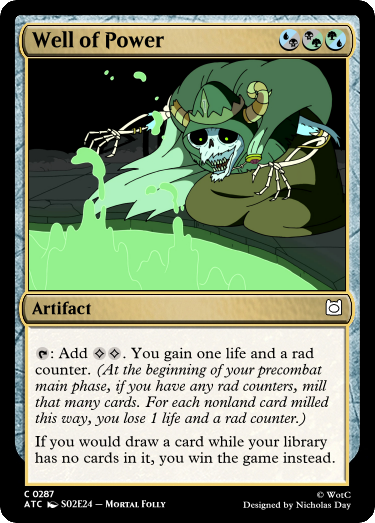 Well of Power
Artifact
: Add . You gain one life and a rad
counter. (At the beginning of your precombat
main phase, if you have any rad counters, mill
that many cards. For each nonland card milled
this way, you lose 1 life and a rad counter.)
If you would draw a card while your library
has no cards in it, you win the game instead.
C 0287
ATC S02E24 – Mortal Folly
© WotC
Designed by Nicholas Day